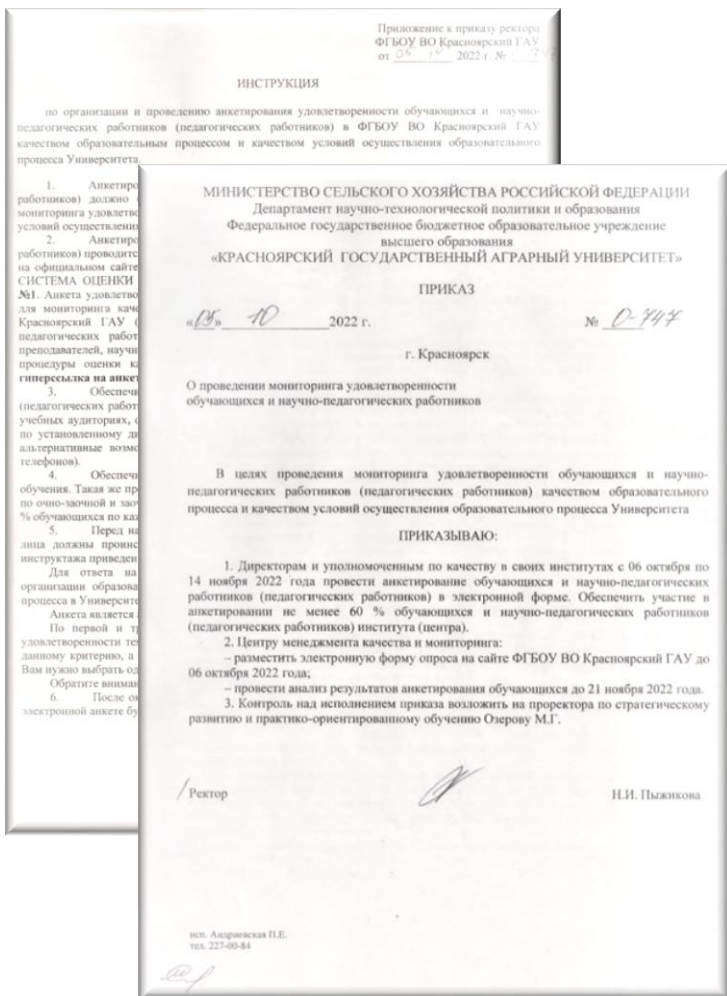 Приложение к приказу ректора
ФГБОУ ВО Красноярский ГАУ
от 2022 г. №
ИНСТРУКЦИЯ
по организации и проведению анкетирования удовлетворенности обучающихся и научно-
педагогических работников (педагогических работников) в ФГБОУ ВО Красноярский ГАУ
качеством образовательным процессом и качеством условий осуществления образовательного
процесса Университета.
1. Анкетиро
работников) должно
мониторинга удовлетво
условий осуществлени
2. Анкетиро
работников) проводитс
на официальном сайте
СИСТЕМА ОЦЕНКИ
№1. Анкета удовлетво
для мониторинга каче
Красноярский ГАУ (
педагогических работ
преподавателей, научн
процедуры оценки ка
гиперссылка на анкет
3. Обеспечи
(педагогических работ
учебных аудиториях, с
по установленному ди
альтернативные возмо
телефонов).
4. Обеспечи
обучения. Такая же пр
по очно-заочной и заоч
% обучающихся по каж
5. Перед на
лица должны происн
инструктажа приведен
Для ответа на
организации образова
процесса в Университе
Анкета является
По первой и тр
удовлетворенности те
данному критерию, а
Вам нужно выбрать од
Обратите вниман
6. После ок
электронной анкете бу
МИНИСТЕРСТВО СЕЛЬСКОГО ХОЗЯЙСТВА РОССИЙСКОЙ ФЕДЕРАЦИИ
Департамент научно-технологической политики и образования
Федеральное государственное бюджетное образовательное учреждение
высшего образования
«КРАСНОЯРСКИЙ ГОСУДАРСТВЕННЫЙ АГРАРНЫЙ УНИВЕРСИТЕТ»
ПРИКАЗ
«05» 10 2022 г. № О-747
г. Красноярск
О проведении мониторинга удовлетворенности
обучающихся и научно-педагогических работников
В целях проведения мониторинга удовлетворенности обучающихся и научно-
педагогических работников (педагогических работников) качеством образовательного
процесса и качеством условий осуществления образовательного процесса Университета
ПРИКАЗЫВАЮ:
1. Директорам и уполномоченным по качеству в своих институтах с 06 октября по
14 ноября 2022 года провести анкетирование обучающихся и научно-педагогических
работников (педагогических работников) в электронной форме. Обеспечить участие в
анкетировании не менее 60 % обучающихся и научно-педагогических работников
(педагогических работников) института (центра).
2. Центру менеджмента качества и мониторинга:
– разместить электронную форму опроса на сайте ФГБОУ ВО Красноярский ГАУ до
06 октября 2022 года;
– провести анализ результатов анкетирования обучающихся до 21 ноября 2022 года.
3. Контроль над исполнением приказа возложить на проректора по стратегическому
развитию и практико-ориентированному обучению Озерову М.Г.
Ректор Н.И. Пыжикова
исп. Андриевская П.Е.
тел. 227-00-84